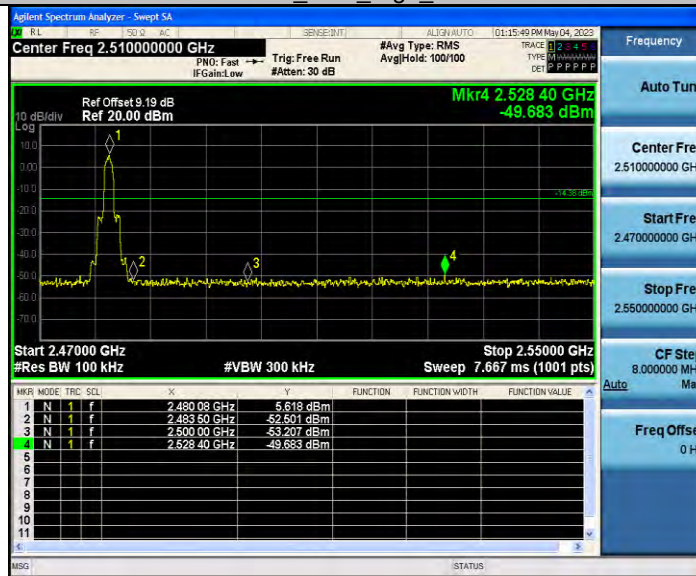 Agilent Spectrum Analyzer - Swept SA
RL RF 50 Ω AC SENSE:INT ALIGN AUTO 01:15:49 PM May 04, 2023
Center Freq 2.510000000 GHz #Avg Type: RMS TRACE 1 2 3 4 5 6
PNO: Fast Trig: Free Run Avg|Hold: 100/100 TYPE M
IFGain:Low #Atten: 30 dB DET P P P P P P
Mkr4 2.528 40 GHz
-49.683 dBm
Ref Offset 9.19 dB
10 dB/div Ref 20.00 dBm
Log
10.0
0.00
-10.0
-20.0
-30.0
-40.0
-50.0
-60.0
-70.0
1
2
3
4
-14.38 dBm
Start 2.47000 GHz Stop 2.55000 GHz
#Res BW 100 kHz #VBW 300 kHz Sweep 7.667 ms (1001 pts)
MKR MODE TRC SCL X Y FUNCTION FUNCTION WIDTH FUNCTION VALUE
1 N 1 f 2.480 08 GHz 5.618 dBm
2 N 1 f 2.483 50 GHz -52.501 dBm
3 N 1 f 2.500 00 GHz -53.207 dBm
4 N 1 f 2.528 40 GHz -49.683 dBm
5
6
7
8
9
10
11
MSG STATUS
Frequency
Auto Tun
Center Fre
2.510000000 GH
Start Fre
2.470000000 GH
Stop Fre
2.550000000 GH
CF Ste
8.000000 MH
Auto Ma
Freq Offse
0 H